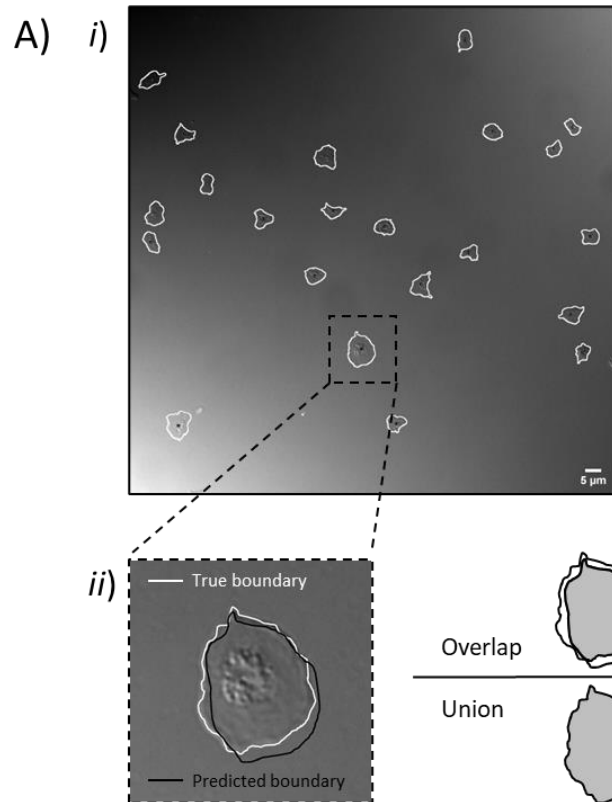 A) i)
5 µm
ii)
True boundary
Predicted boundary
Overlap
Union